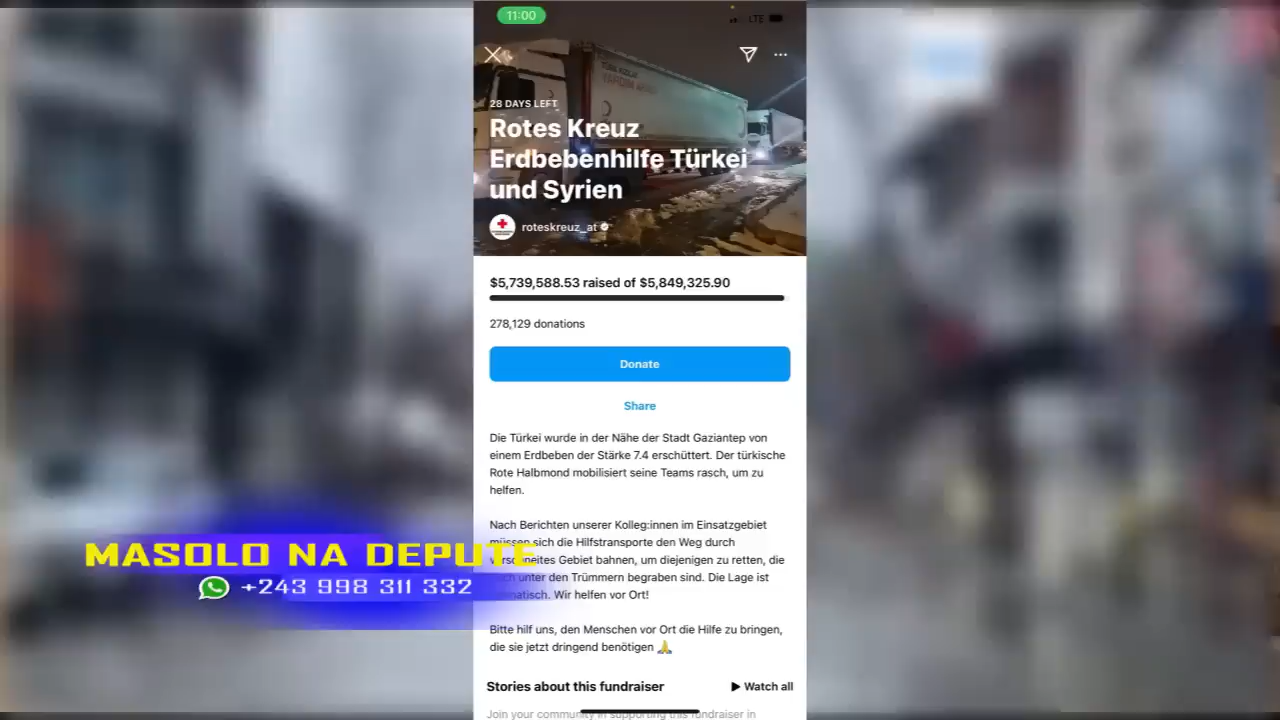 11:00
LTE
28 DAYS LEFT
Rotes Kreuz
Erdbebenhilfe Türkei
und Syrien
roteskreuz_at
$5,739,588.53 raised of $5,849,325.90
278,129 donations
Donate
Share
Die Türkei wurde in der Nähe der Stadt Gaziantep von
einem Erdbeben der Stärke 7.4 erschüttert. Der türkische
Rote Halbmond mobilisiert seine Teams rasch, um zu
helfen.
Nach Berichten unserer Kolleg:innen im Einsatzgebiet
müssen sich die Hilfstransporte den Weg durch
verschneites Gebiet bahnen, um diejenigen zu retten, die
unter den Trümmern begraben sind. Die Lage ist
Wir helfen vor Ort!
Bitte hilf uns, den Menschen vor Ort die Hilfe zu bringen,
die sie jetzt dringend benötigen 🙏
Stories about this fundraiser
Watch all
Join your community in supporting this fundraiser in
MASOLO NA DEPUTE
+243 998 311 332